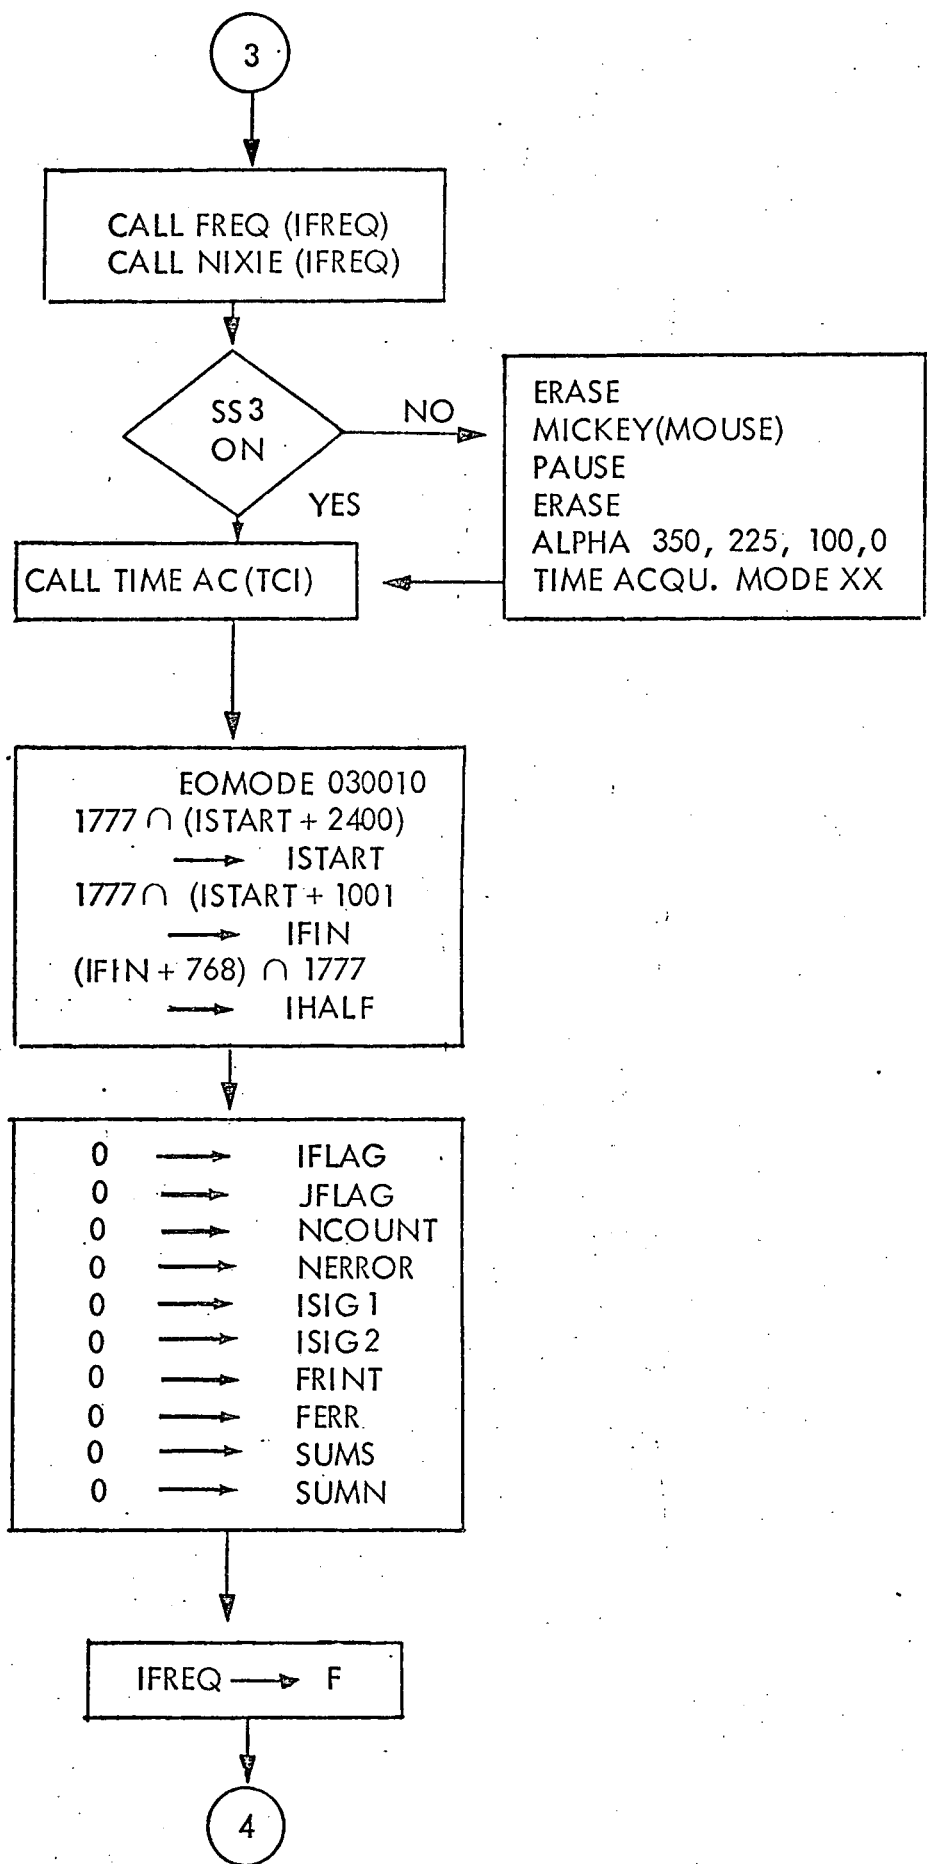 3
CALL FREQ (IFREQ)
CALL NIXIE (IFREQ)
SS3
ON
NO
YES
ERASE
MICKEY(MOUSE)
PAUSE
ERASE
ALPHA 350, 225, 100,0
TIME ACQU. MODE XX
CALL TIME AC(TCI)
EOMODE 030010
1777 ∩ (ISTART + 2400)
→ ISTART
1777 ∩ (ISTART + 1001
→ IFIN
(IFIN + 768) ∩ 1777
→ IHALF
0 → IFLAG
0 → JFLAG
0 → NCOUNT
0 → NERROR
0 → ISIG1
0 → ISIG2
0 → FRINT
0 → FERR
0 → SUMS
0 → SUMN
IFREQ → F
4